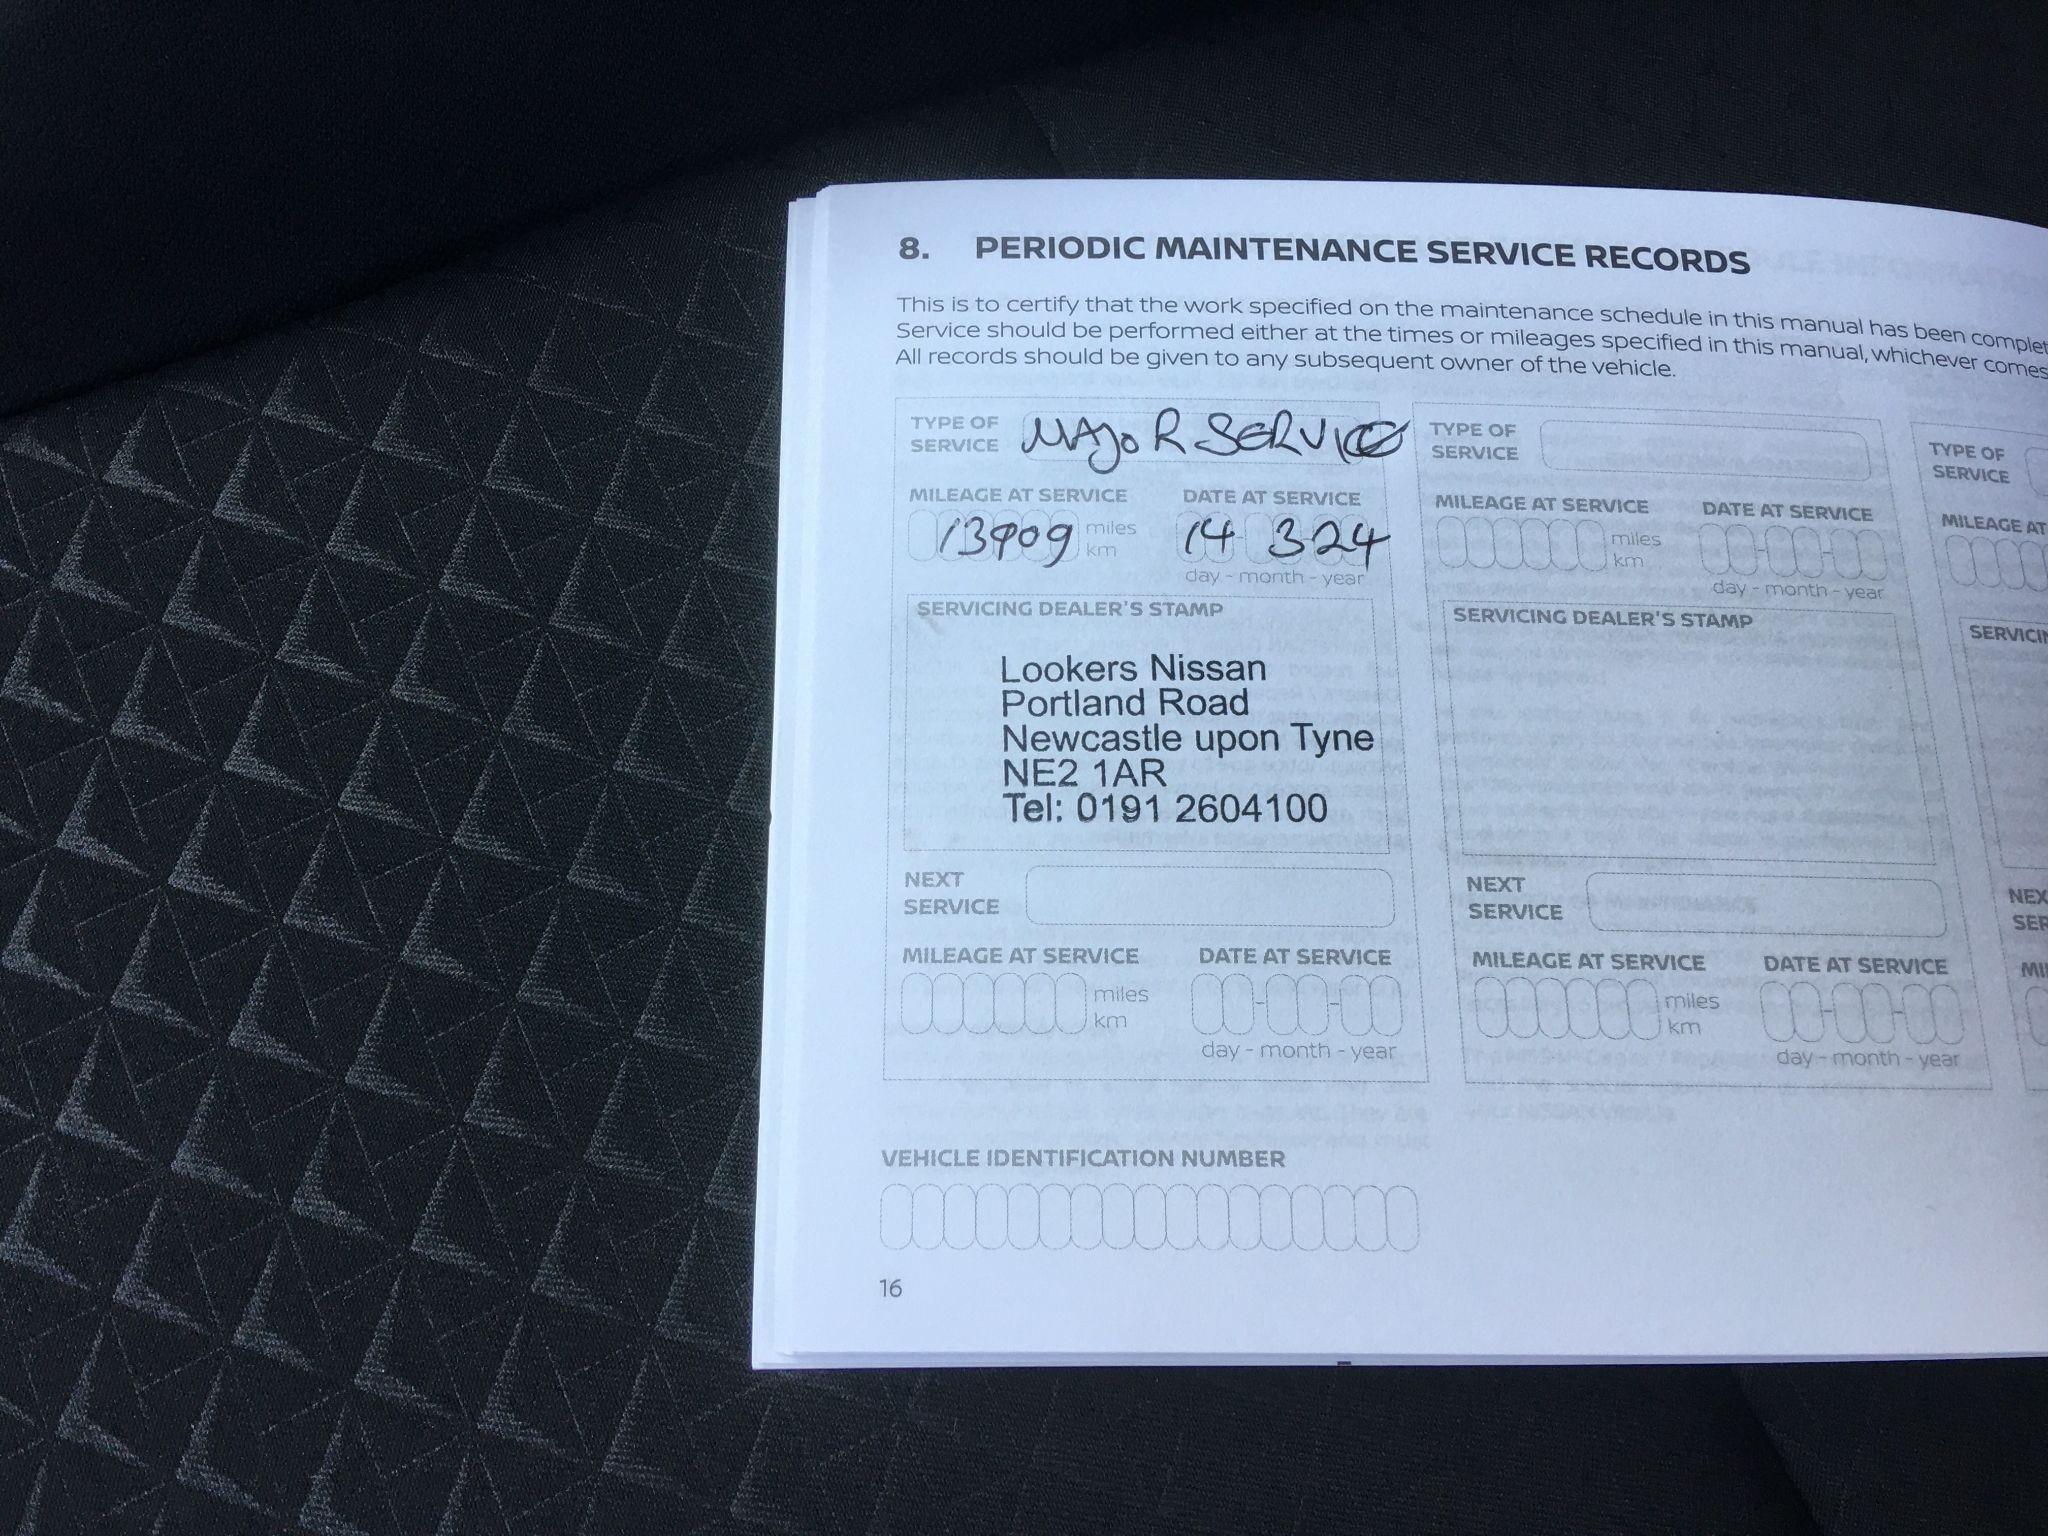 8. PERIODIC MAINTENANCE SERVICE RECORDS
This is to certify that the work specified on the maintenance schedule in this manual has been complet
Service should be performed either at the times or mileages specified in this manual, whichever comes
All records should be given to any subsequent owner of the vehicle.
TYPE OF SERVICE MAJOR SERVICE
MILEAGE AT SERVICE DATE AT SERVICE
13909 miles km 14 3 24
day - month - year
SERVICING DEALER'S STAMP
Lookers Nissan
Portland Road
Newcastle upon Tyne
NE2 1AR
Tel: 0191 2604100
NEXT SERVICE
MILEAGE AT SERVICE DATE AT SERVICE
miles km
day - month - year
TYPE OF SERVICE
MILEAGE AT SERVICE DATE AT SERVICE
miles km
day - month - year
SERVICING DEALER'S STAMP
NEXT SERVICE
MILEAGE AT SERVICE DATE AT SERVICE
miles km
day - month - year
TYPE OF SERVICE
MILEAGE AT
SERVICIN
NEX
SER
MI
VEHICLE IDENTIFICATION NUMBER
16